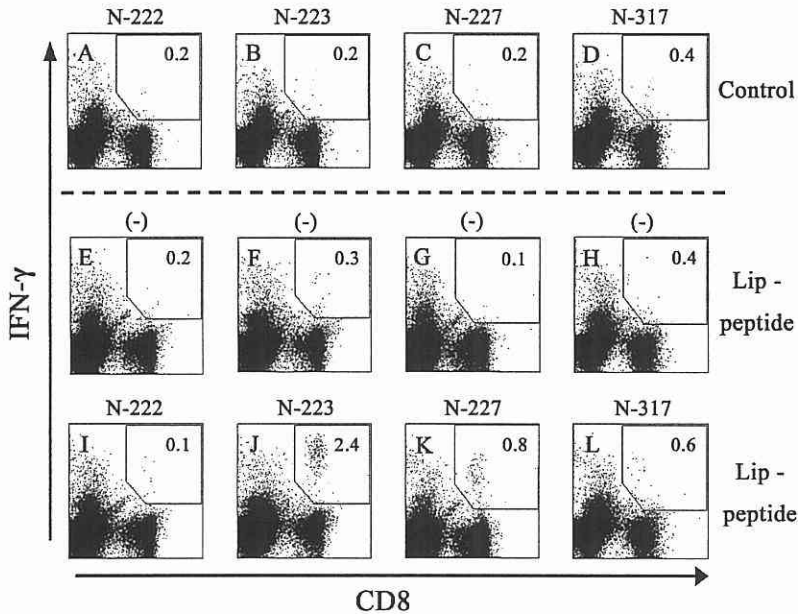 N-222 N-223 N-227 N-317
A 0.2 B 0.2 C 0.2 D 0.4
Control
(-) (-) (-) (-)
E 0.2 F 0.3 G 0.1 H 0.4
Lip -
peptide
N-222 N-223 N-227 N-317
I 0.1 J 2.4 K 0.8 L 0.6
Lip -
peptide
IFN-γ
CD8